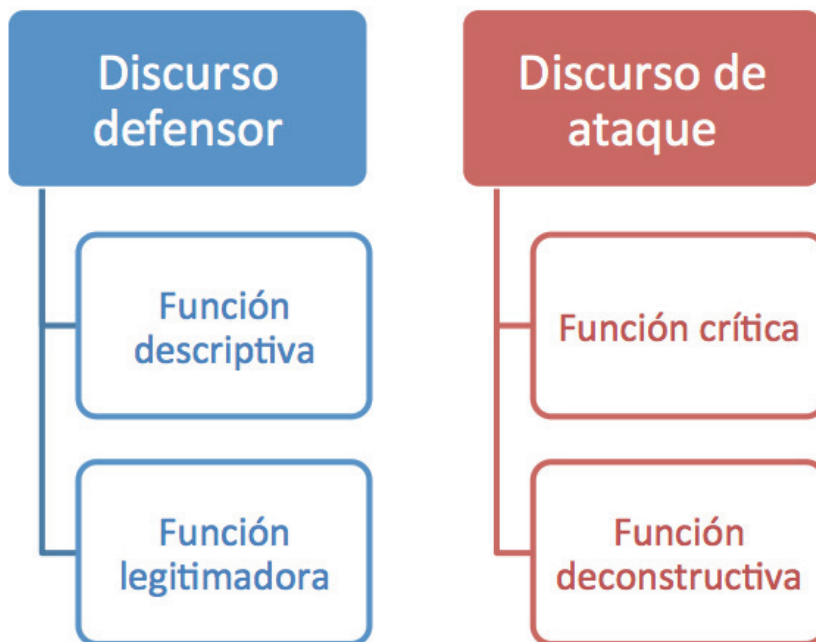 Discurso
defensor
Función
descriptiva
Función
legitimadora
Discurso de
ataque
Función crítica
Función
deconstructiva